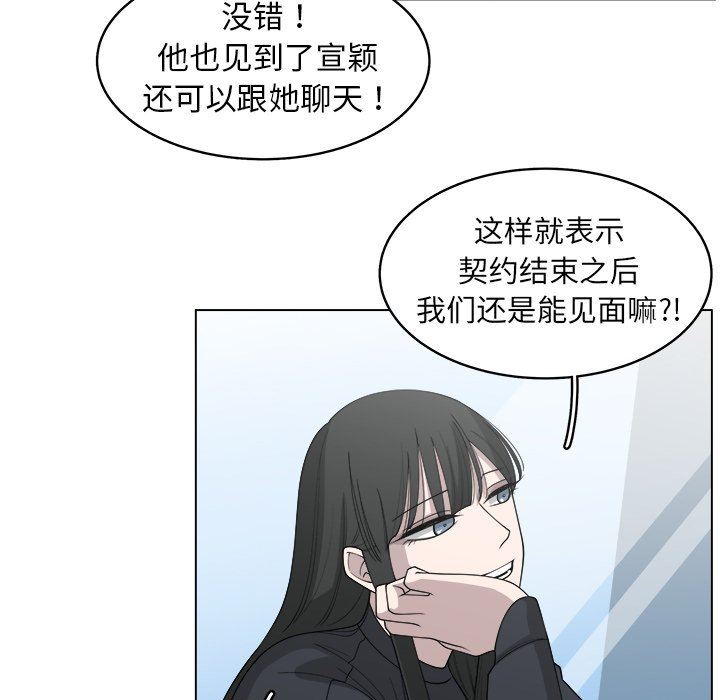 没错！
他也见到了宣颖
还可以跟她聊天！
这样就表示
契约结束之后
我们还是能见面嘛?!